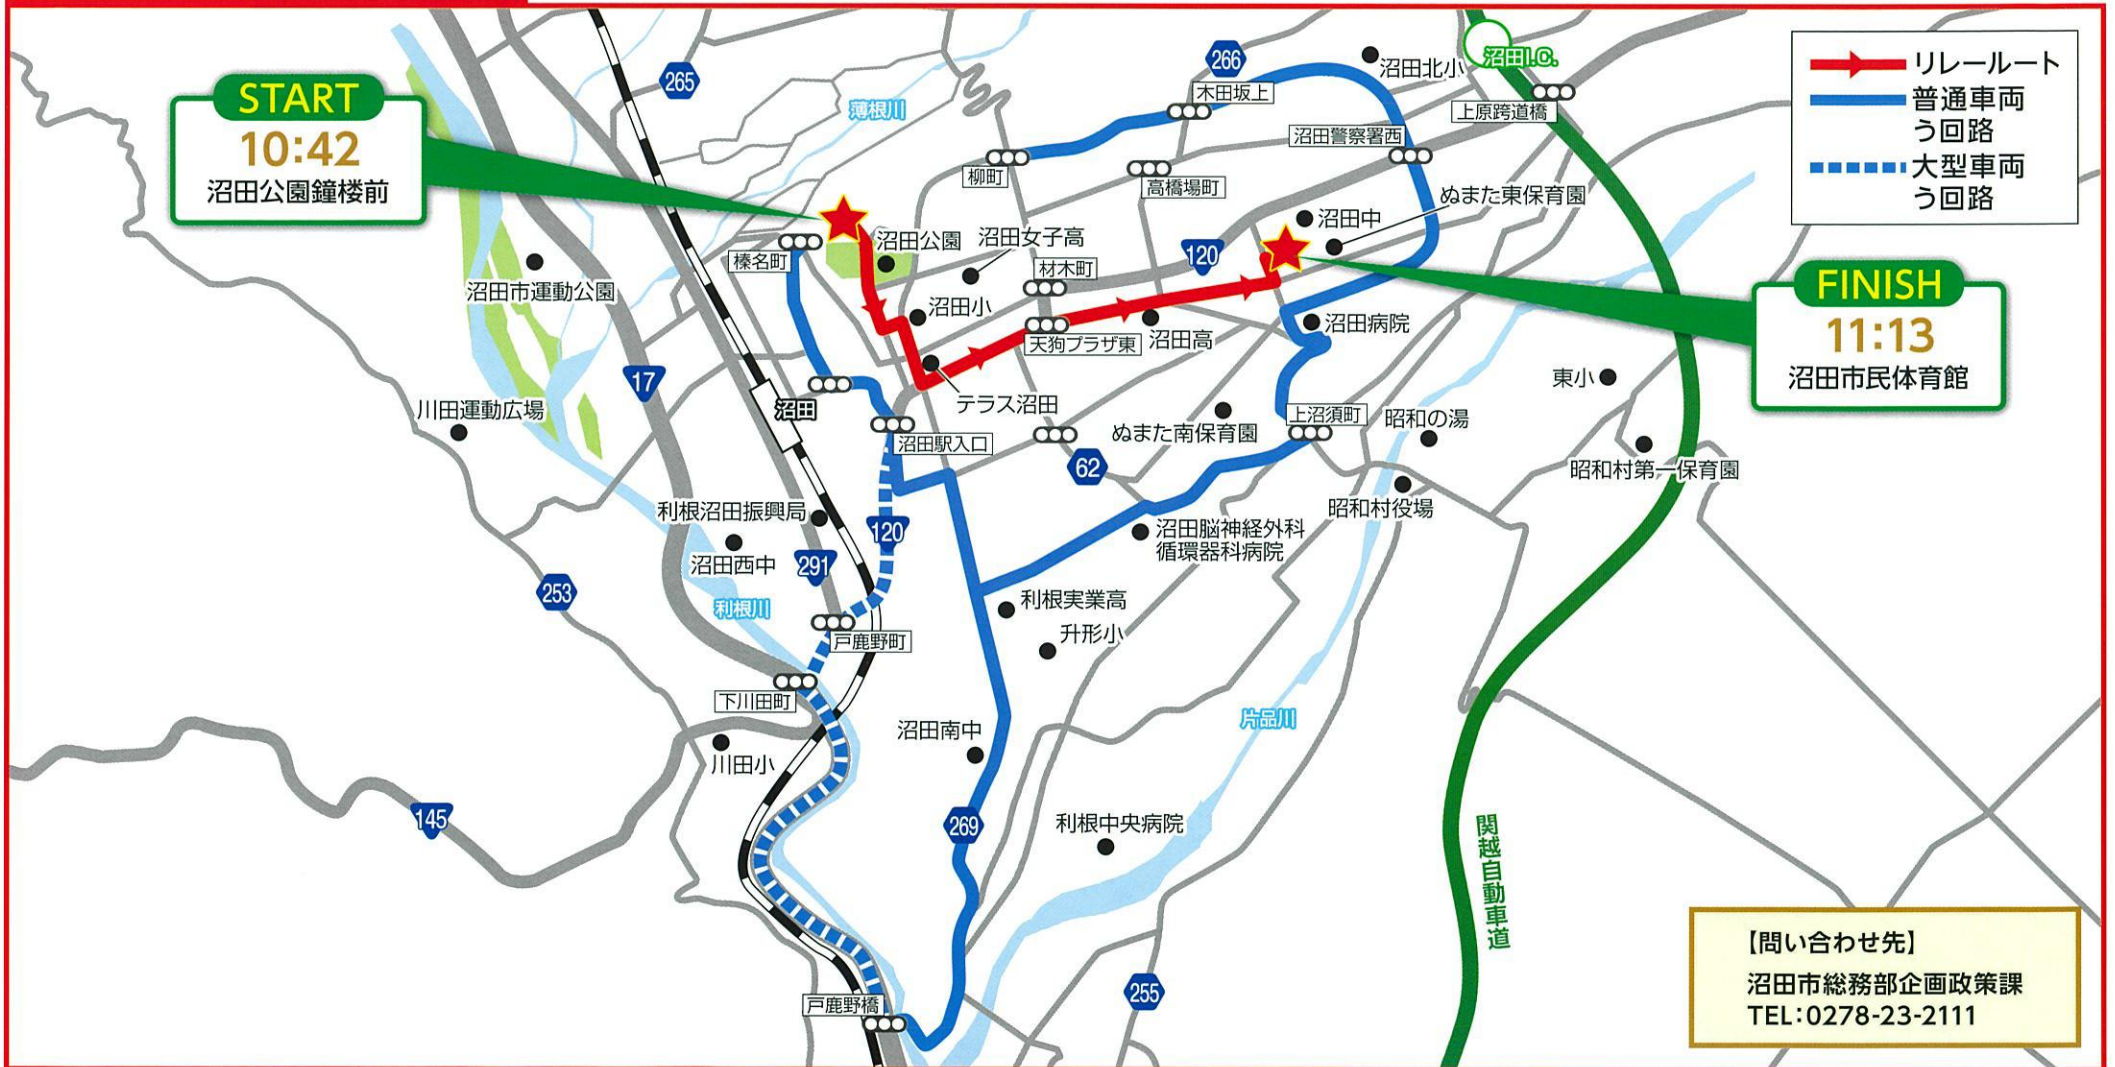 START
10:42
沼田公園鐘楼前
265
薄根川
266
木田坂上
沼田北小
沼田I.C.
上原跨道橋
沼田警察署西
柳町
高橋場町
リレールート
普通車両
う回路
大型車両
う回路
ぬまた東保育園
沼田中
沼田公園
沼田女子高
榛名町
材木町
120
沼田市運動公園
沼田小
FINISH
11:13
沼田市民体育館
天狗プラザ東
沼田高
沼田病院
17
東小
川田運動広場
沼田
テラス沼田
上沼須町
昭和の湯
沼田駅入口
ぬまた南保育園
62
昭和村第一保育園
利根沼田振興局
昭和村役場
120
沼田脳神経外科
循環器科病院
沼田西中
291
253
利根川
利根実業高
戸鹿野町
升形小
下川田町
片品川
沼田南中
川田小
145
269
利根中央病院
関越自動車道
255
戸鹿野橋
【問い合わせ先】
沼田市総務部企画政策課
TEL:0278-23-2111